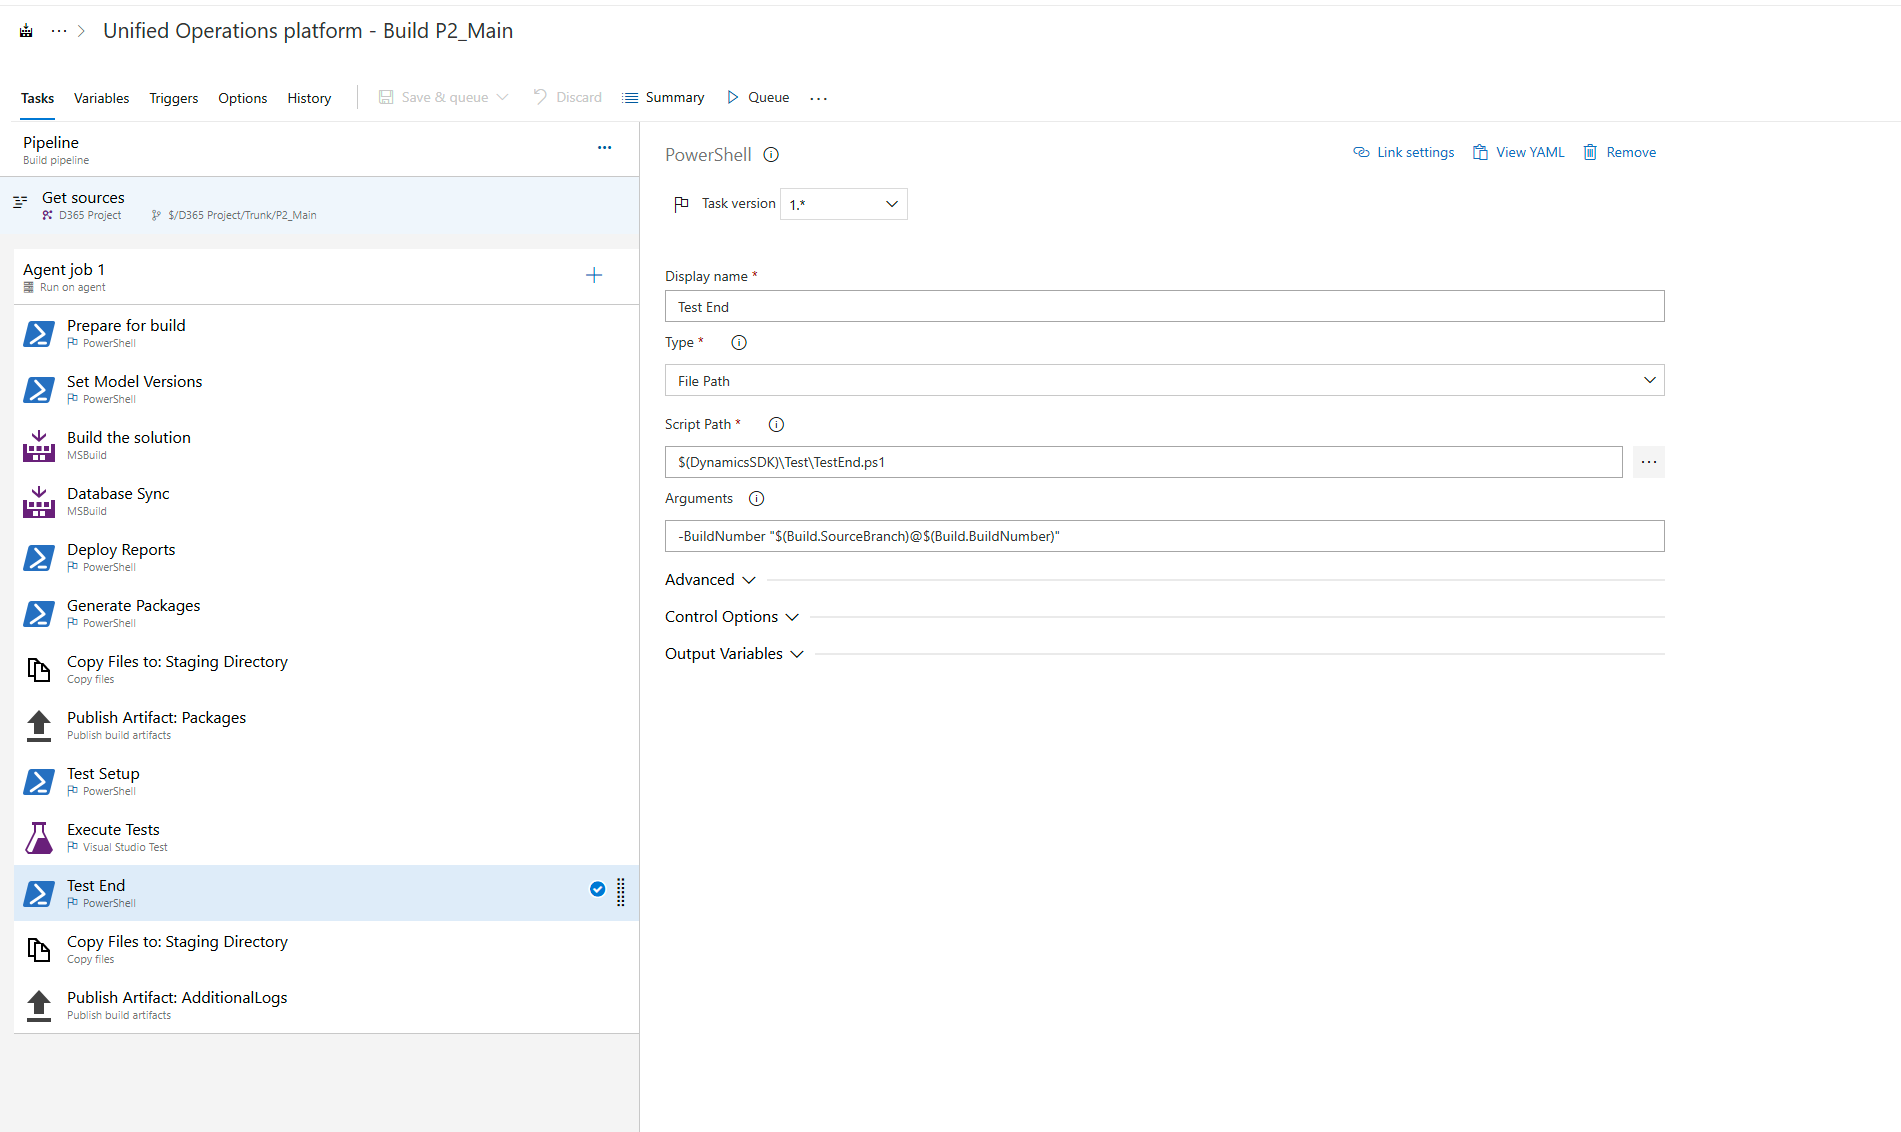 Unified Operations platform - Build P2_Main
Tasks Variables Triggers Options History Save & queue Discard Summary Queue
Pipeline
Build pipeline
Get sources
D365 Project $/D365 Project/Trunk/P2_Main
Agent job 1
Run on agent
Prepare for build
PowerShell
Set Model Versions
PowerShell
Build the solution
MSBuild
Database Sync
MSBuild
Deploy Reports
PowerShell
Generate Packages
PowerShell
Copy Files to: Staging Directory
Copy files
Publish Artifact: Packages
Publish build artifacts
Test Setup
PowerShell
Execute Tests
Visual Studio Test
Test End
PowerShell
Copy Files to: Staging Directory
Copy files
Publish Artifact: AdditionalLogs
Publish build artifacts
PowerShell
Link settings View YAML Remove
Task version 1.*
Display name *
Test End
Type *
File Path
Script Path *
$(DynamicsSDK)\Test\TestEnd.ps1
Arguments
-BuildNumber "$(Build.SourceBranch)@$(Build.BuildNumber)"
Advanced
Control Options
Output Variables